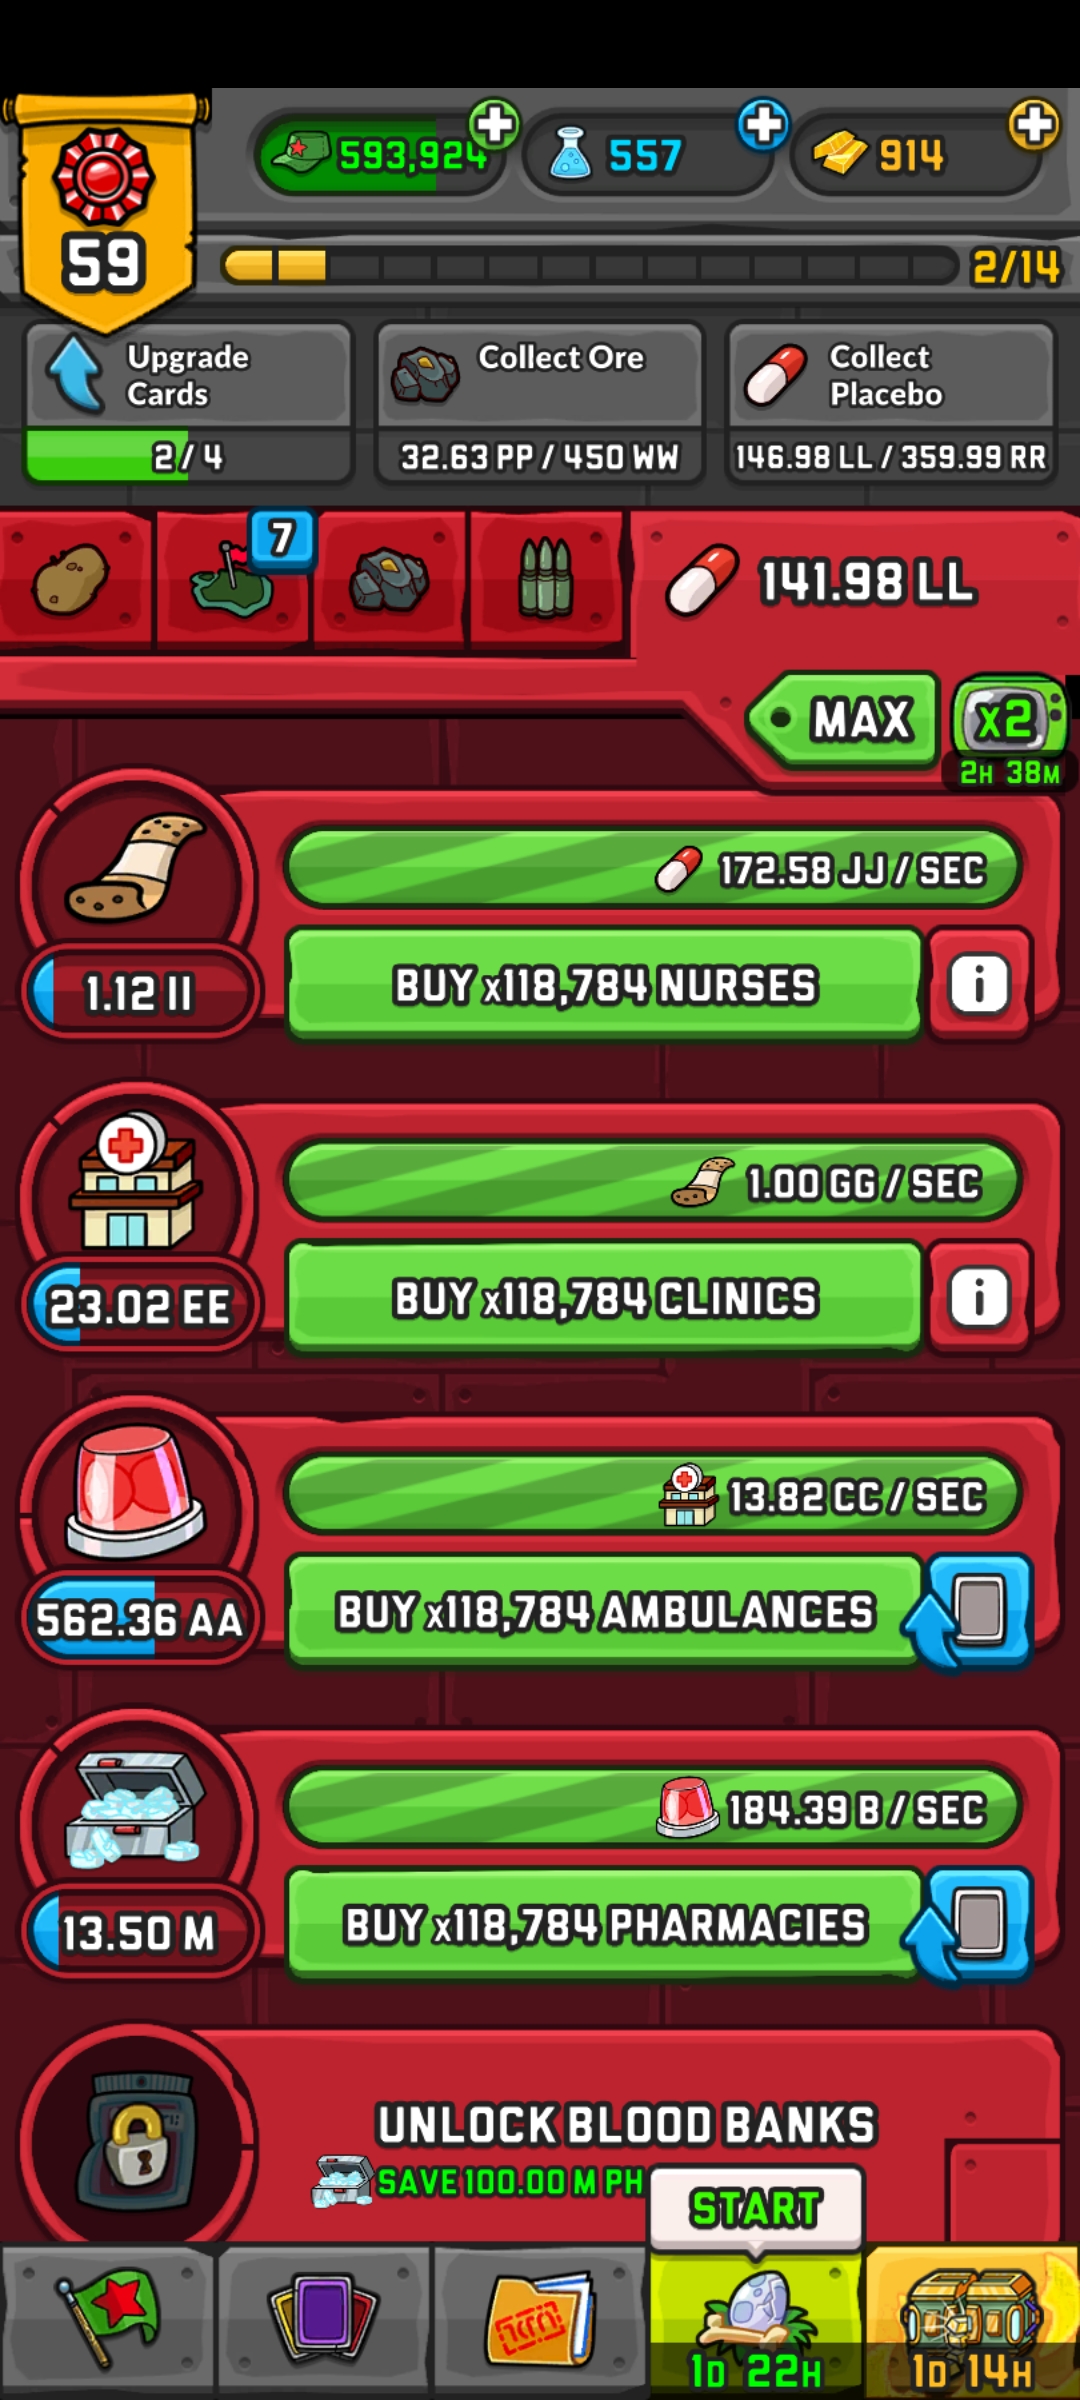 59
593,924
557
914
2/14
Upgrade
Cards
2/4
Collect Ore
32.63 PP / 450 WW
Collect
Placebo
146.98 LL / 359.99 RR
7
141.98 LL
MAX
x2
2H 38M
172.58 JJ / SEC
1.12 II
BUY x118,784 NURSES
i
1.00 GG / SEC
23.02 EE
BUY x118,784 CLINICS
i
13.82 CC / SEC
562.36 AA
BUY x118,784 AMBULANCES
184.39 B / SEC
13.50 M
BUY x118,784 PHARMACIES
UNLOCK BLOOD BANKS
SAVE 100.00 M PH
START
1D 22H
1D 14H